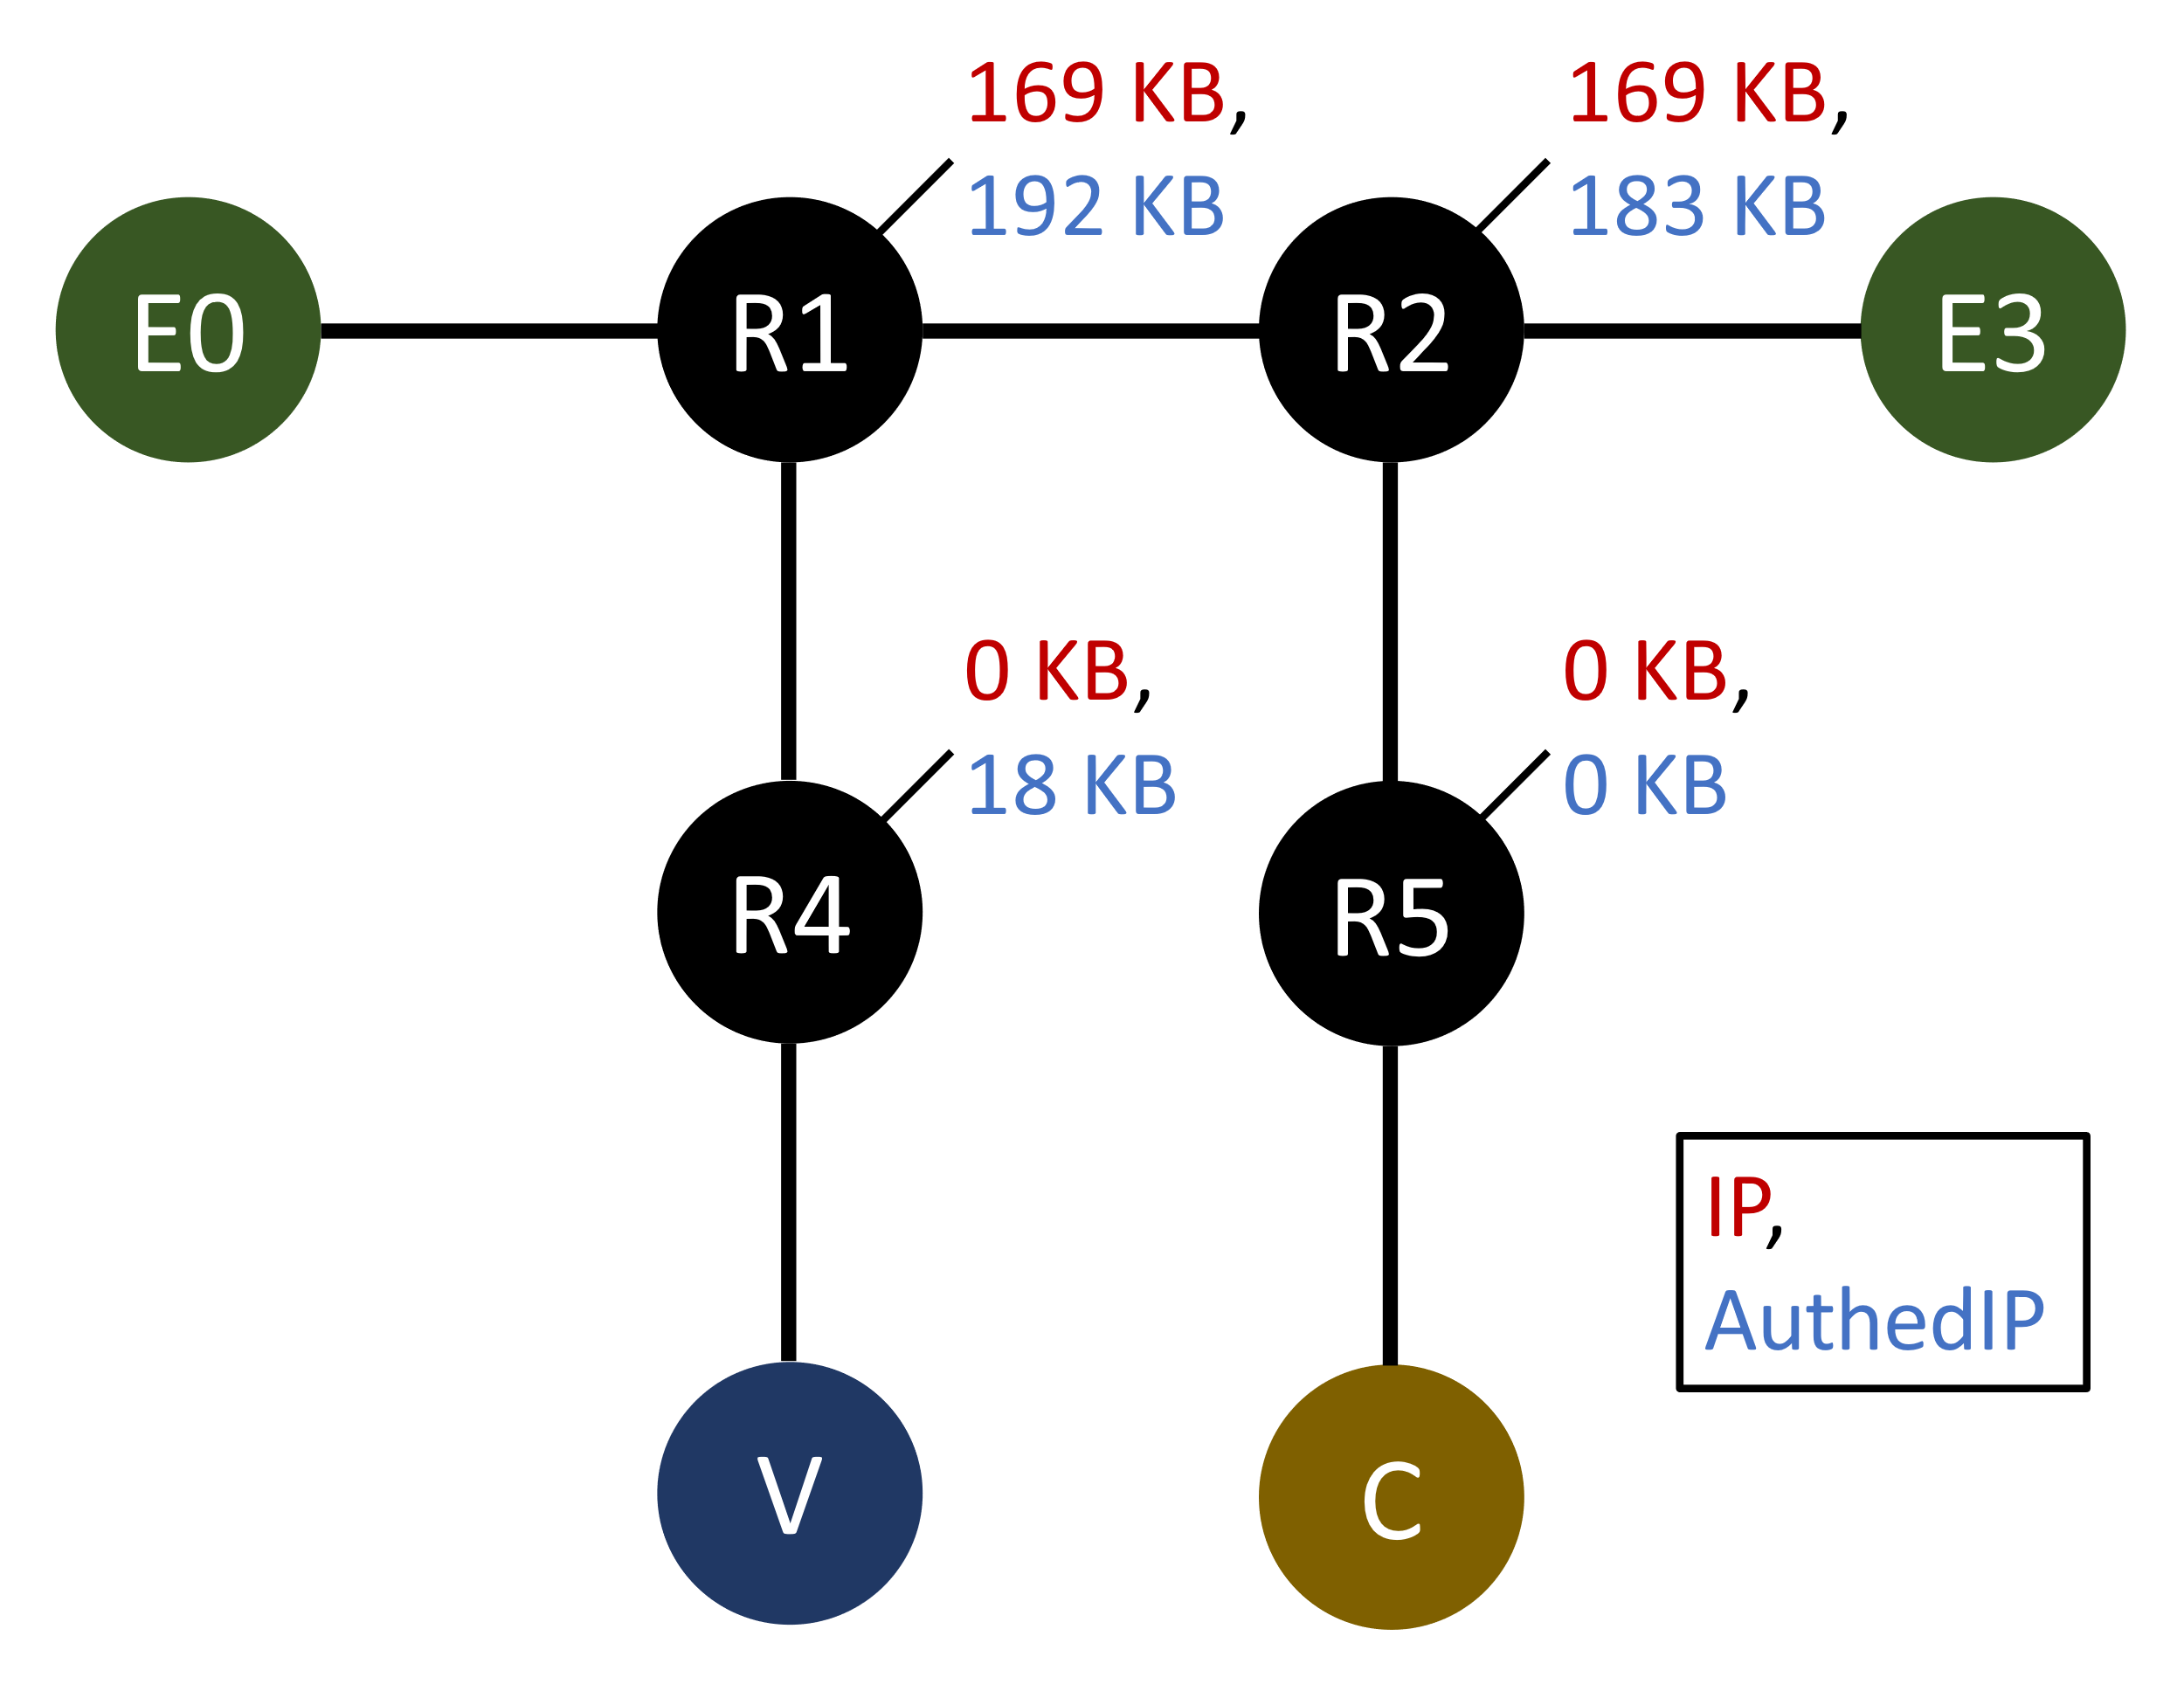 169 KB,
192 KB
169 KB,
183 KB
E0
R1
R2
E3
0 KB,
18 KB
0 KB,
0 KB
R4
R5
IP,
AuthedIP
V
C